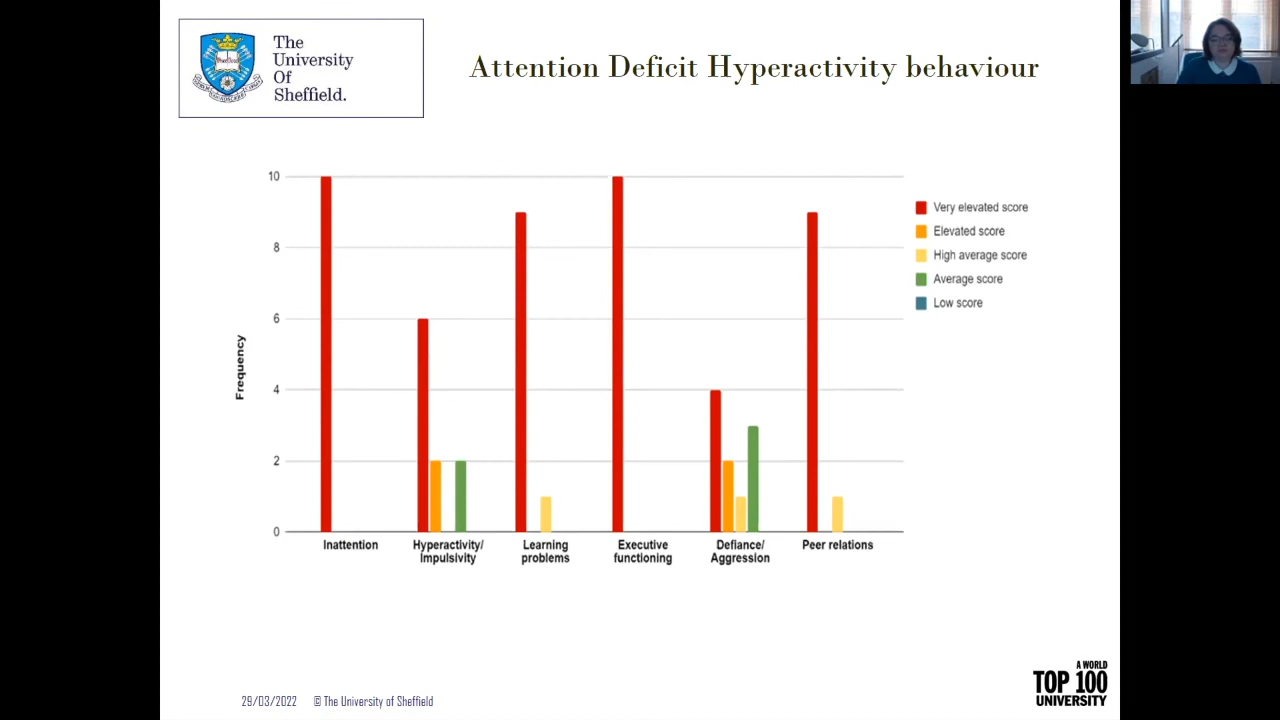 The
University
Of
Sheffield.
Attention Deficit Hyperactivity behaviour
10
8
6
4
2
0
Frequency
Very elevated score
Elevated score
High average score
Average score
Low score
Inattention
Hyperactivity/
Impulsivity
Learning
problems
Executive
functioning
Defiance/
Aggression
Peer relations
29/03/2022 © The University of Sheffield
A WORLD
TOP 100
UNIVERSITY